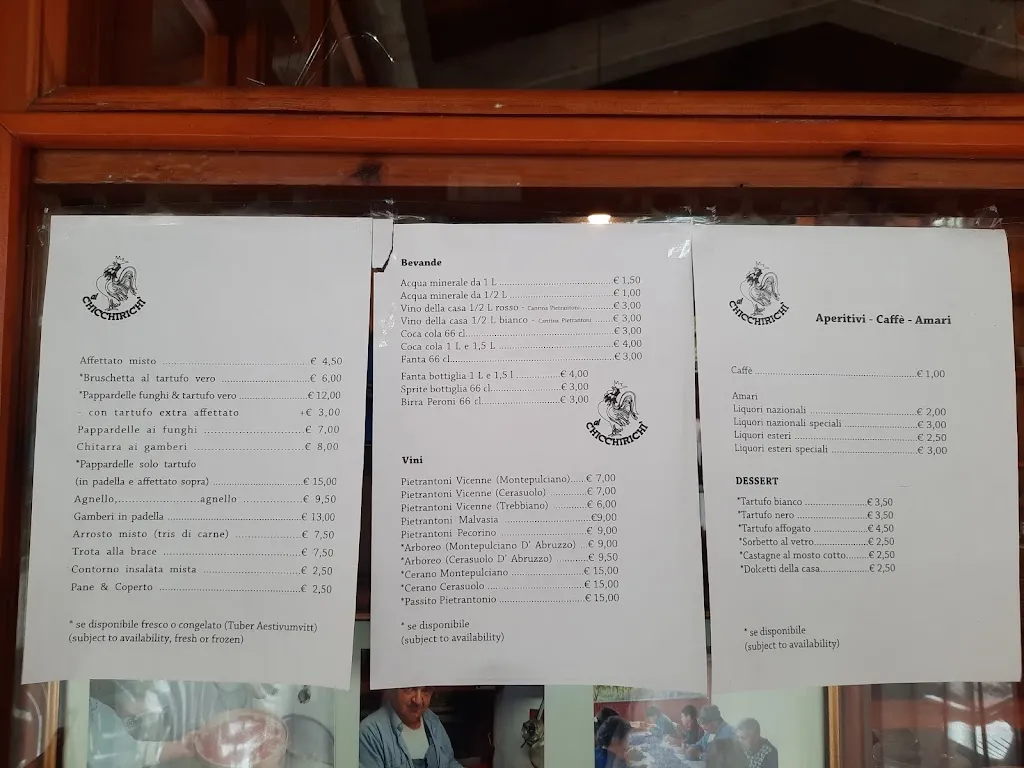 CHICCHIRICHÌ
Affettato misto ........ € 4,50
*Bruschetta al tartufo vero ........ € 6,00
*Pappardelle funghi & tartufo vero ........ € 12,00
- con tartufo extra affettato +€ 3,00
Pappardelle ai funghi ........ € 7,00
Chitarra ai gamberi ........ € 8,00
*Pappardelle solo tartufo
(in padella e affettato sopra) ........ € 15,00
Agnello,........agnello ........ € 9,50
Gamberi in padella ........ € 13,00
Arrosto misto (tris di carne) ........ € 7,50
Trota alla brace ........ € 7,50
Contorno insalata mista ........ € 2,50
Pane & Coperto ........ € 2,50
* se disponibile fresco o congelato (Tuber Aestivumvitt)
(subject to availability, fresh or frozen)
Bevande
Acqua minerale da 1 L ........ € 1,50
Acqua minerale da 1/2 L ........ € 1,00
Vino della casa 1/2 L rosso - Cantina Pietrantoni ........ € 3,00
Vino della casa 1/2 L bianco - Cantina Pietrantoni ........ € 3,00
Coca cola 66 cl ........ € 3,00
Coca cola 1 L e 1,5 L ........ € 4,00
Fanta 66 cl ........ € 3,00
Fanta bottiglia 1 L e 1,5 l ........ € 4,00
Sprite bottiglia 66 cl ........ € 3,00
Birra Peroni 66 cl ........ € 3,00
CHICCHIRICHÌ
Vini
Pietrantoni Vicenne (Montepulciano) ........ € 7,00
Pietrantoni Vicenne (Cerasuolo) ........ € 7,00
Pietrantoni Vicenne (Trebbiano) ........ € 6,00
Pietrantoni Malvasia ........ €9,00
Pietrantoni Pecorino ........ € 9,00
*Arboreo (Montepulciano D' Abruzzo) ... € 9,00
*Arboreo (Cerasuolo D' Abruzzo) ........ € 9,50
*Cerano Montepulciano ........ € 15,00
*Cerano Cerasuolo ........ € 15,00
*Passito Pietrantonio ........ € 15,00
* se disponibile
(subject to availability)
CHICCHIRICHÌ
Aperitivi - Caffè - Amari
Caffè ........ € 1,00
Amari
Liquori nazionali ........ € 2,00
Liquori nazionali speciali ........ € 3,00
Liquori esteri ........ € 2,50
Liquori esteri speciali ........ € 3,00
DESSERT
*Tartufo bianco ........ € 3,50
*Tartufo nero ........ € 3,50
*Tartufo affogato ........ € 4,50
*Sorbetto al vetro ........ € 2,50
*Castagne al mosto cotto ........ € 2,50
*Dolcetti della casa ........ € 2,50
* se disponibile
(subject to availability)